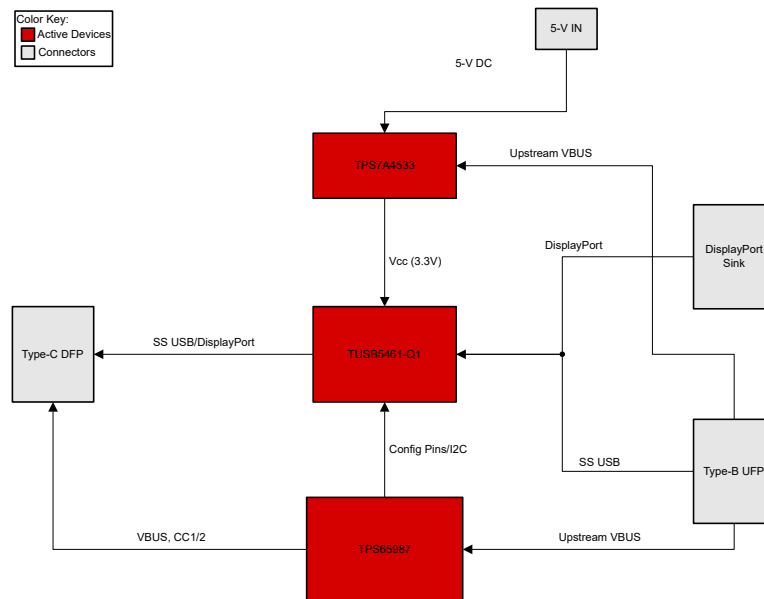 Color Key:
Active Devices
Connectors
5-V IN
5-V DC
TPS7A4533
Upstream VBUS
DisplayPort
DisplayPort
Sink
Vcc (3.3V)
Type-C DFP
SS USB/DisplayPort
TUSB5461-Q1
Config Pins/I2C
SS USB
Type-B UFP
VBUS, CC1/2
TPS65987
Upstream VBUS